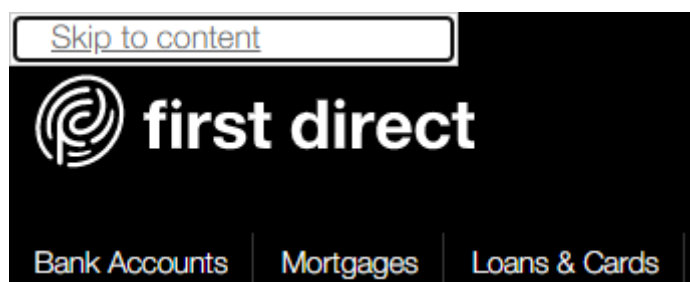 Skip to content
first direct
Bank Accounts Mortgages Loans & Cards